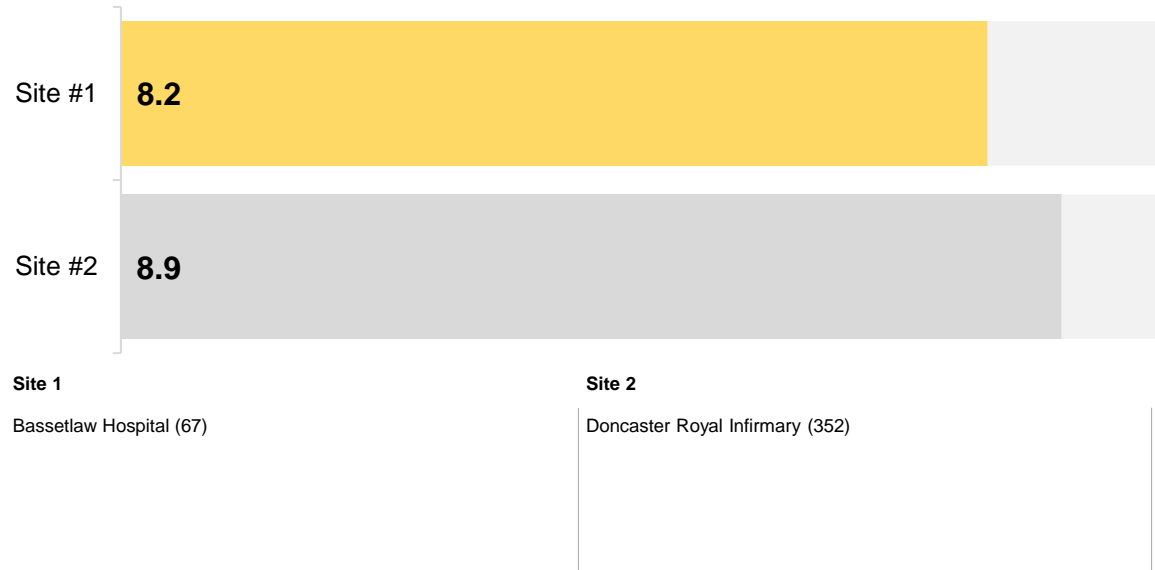 Site #1
8.2
Site #2
8.9
Site 1
Bassetlaw Hospital (67)
Site 2
Doncaster Royal Infirmary (352)